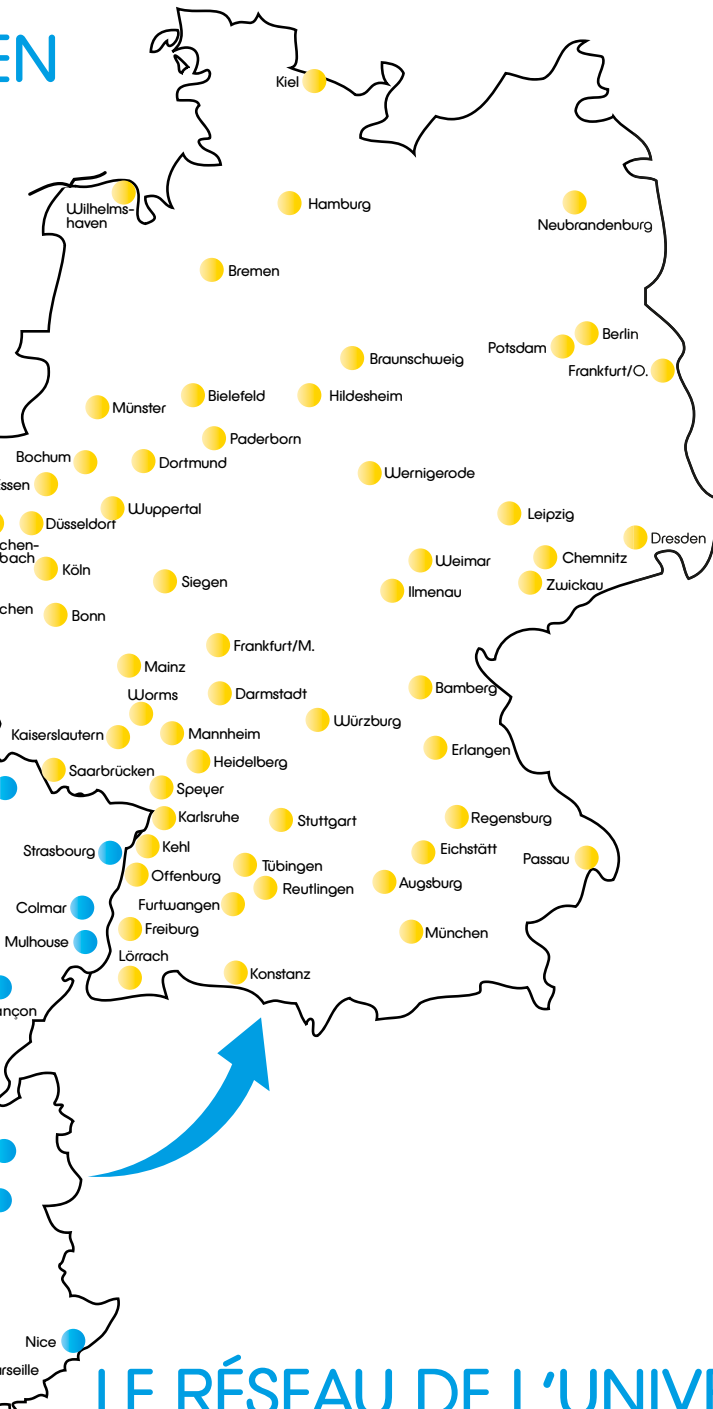 EN
Kiel
Wilhelms-
haven
Hamburg
Neubrandenburg
Bremen
Berlin
Potsdam
Braunschweig
Frankfurt/O.
Bielefeld
Hildesheim
Münster
Paderborn
Bochum
Dortmund
Wernigerode
ssen
Wuppertal
Leipzig
Düsseldorf
Dresden
chen-
bach
Weimar
Chemnitz
Köln
Siegen
Ilmenau
Zwickau
chen
Bonn
Frankfurt/M.
Mainz
Worms
Darmstadt
Bamberg
Würzburg
Kaiserslautern
Mannheim
Erlangen
Heidelberg
Saarbrücken
Speyer
Karlsruhe
Stuttgart
Regensburg
Strasbourg
Kehl
Eichstätt
Passau
Tübingen
Offenburg
Reutlingen
Augsburg
Colmar
Furtwangen
Freiburg
München
Mulhouse
Lörrach
Konstanz
ançon
Nice
arseille
LE RÉSEAU DE L'UNIVE